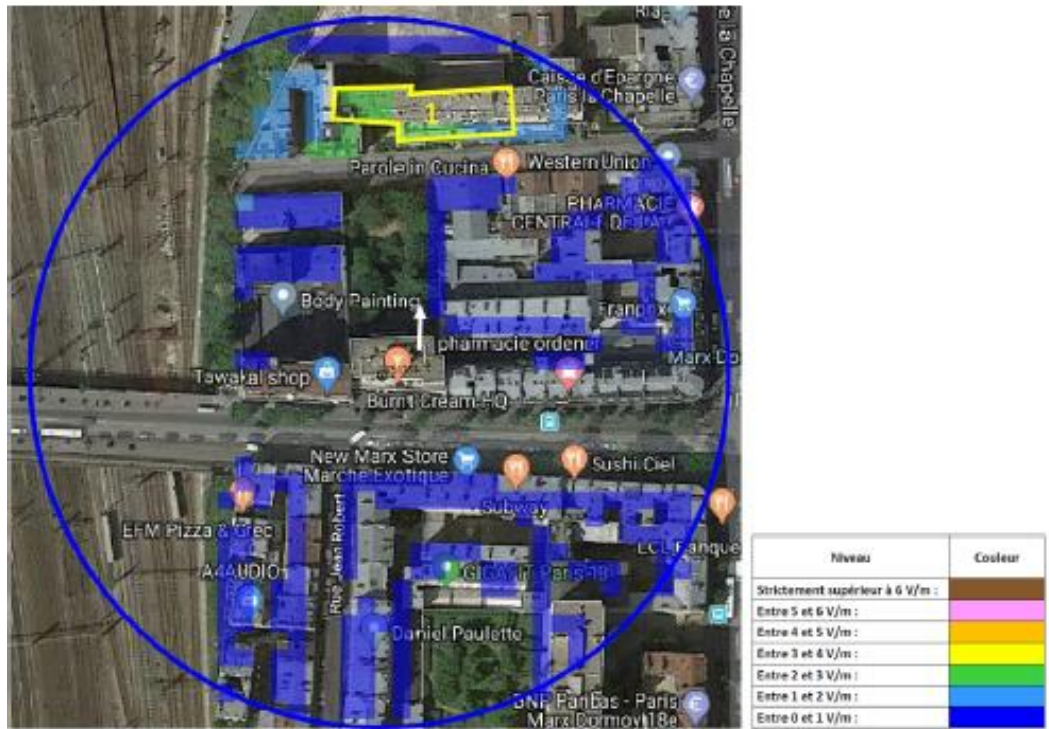 e la Chapelle
Caisse d'Epargne
Paris la Chapelle
1
Parole in Cucina
Western Union
PHARMACIE
CENTRALE DE
Body Painting
Franprix
pharmacie ordener
Marx Do
Tawakal shop
Burnt Cream HQ
New Marx Store
Marche Exotique
Sushi Ciel
Subway
EFM Pizza & Grec
LCL Banque
A4AUDIO
Rue Jean Robert
Daniel Paulette
BNP Paribas - Paris
Marx Dormoy 18e
Niveau
Couleur
Strictement supérieur à 6 V/m :
Entre 5 et 6 V/m :
Entre 4 et 5 V/m :
Entre 3 et 4 V/m :
Entre 2 et 3 V/m :
Entre 1 et 2 V/m :
Entre 0 et 1 V/m :